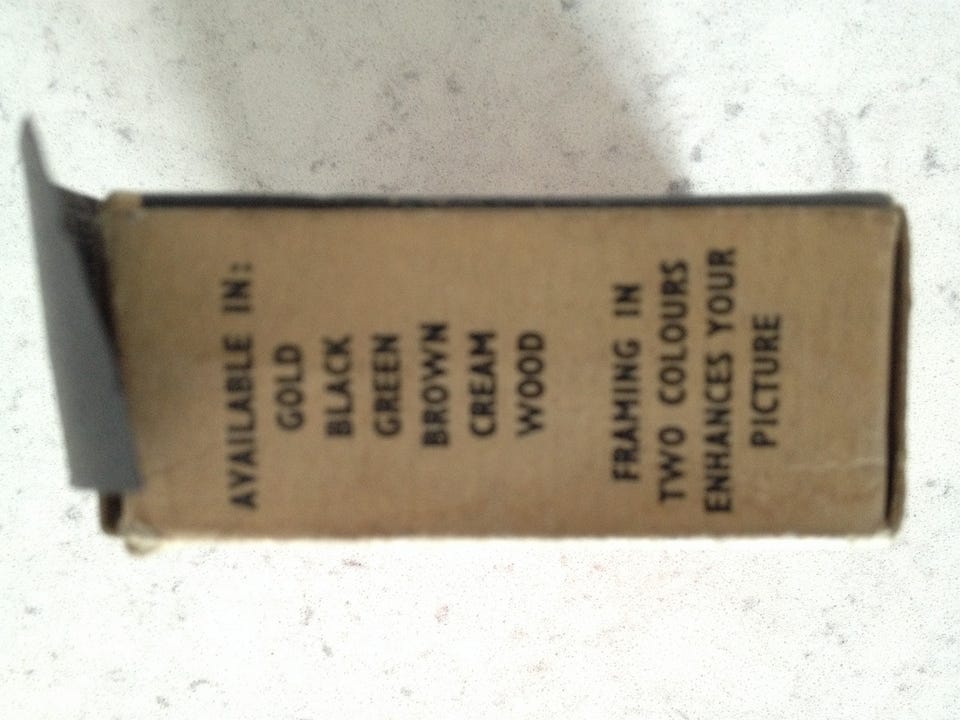 AVAILABLE IN:
GOLD
BLACK
GREEN
BROWN
CREAM
WOOD
FRAMING IN
TWO COLOURS
ENHANCES YOUR
PICTURE